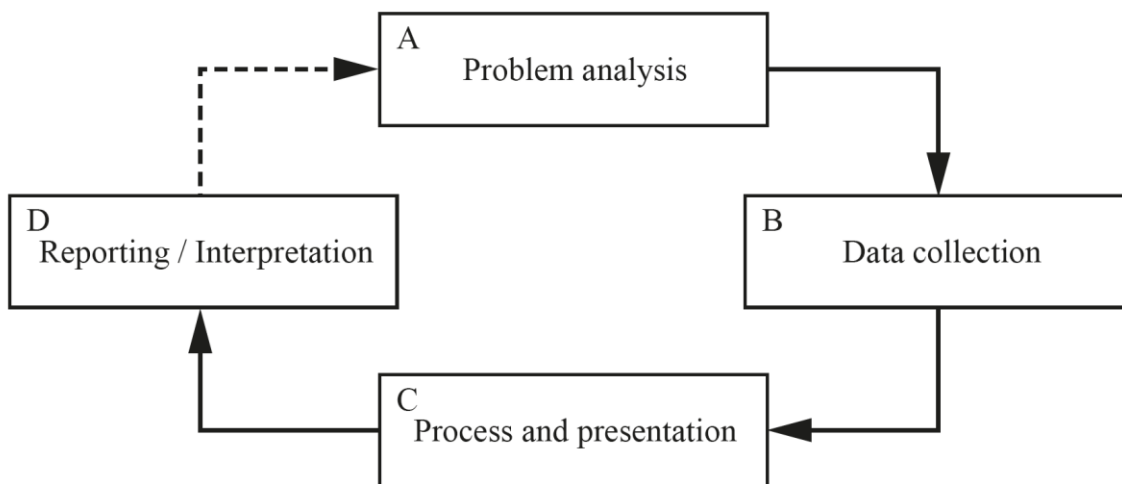 A
Problem analysis
B
Data collection
C
Process and presentation
D
Reporting / Interpretation